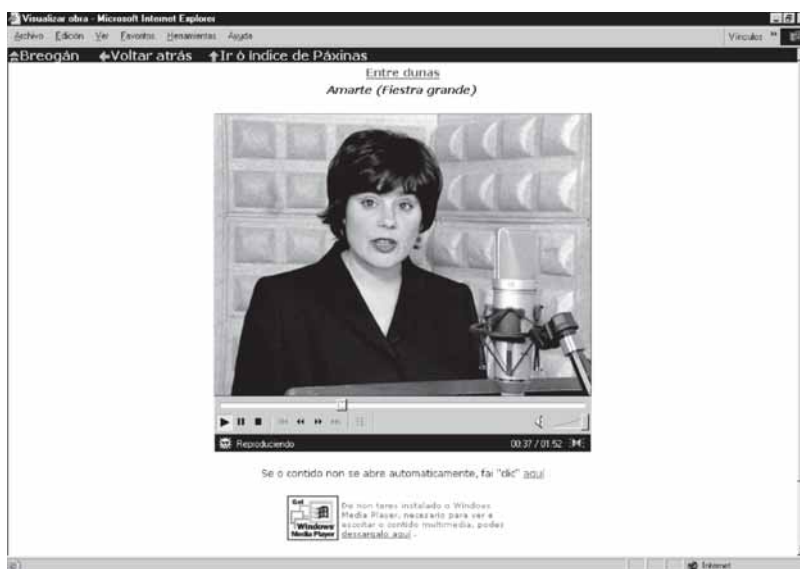 Visualizar obra - Microsoft Internet Explorer
Archivo Edición Ver Favoritos Herramientas Ayuda
Vínculos »
Breogán Voltar atrás Ir ó índice de Páxinas
Entre dunas
Amarte (Fiestra grande)
Reproduciendo 00:37 / 01:52
Se o contido non se abre automáticamente, fai "clic" aquí
Get
Windows
Media Player
De non teres instalado o Windows
Media Player, necesario para ver e
escoitar o contido multimedia, podes
descargalo aquí .
Internet